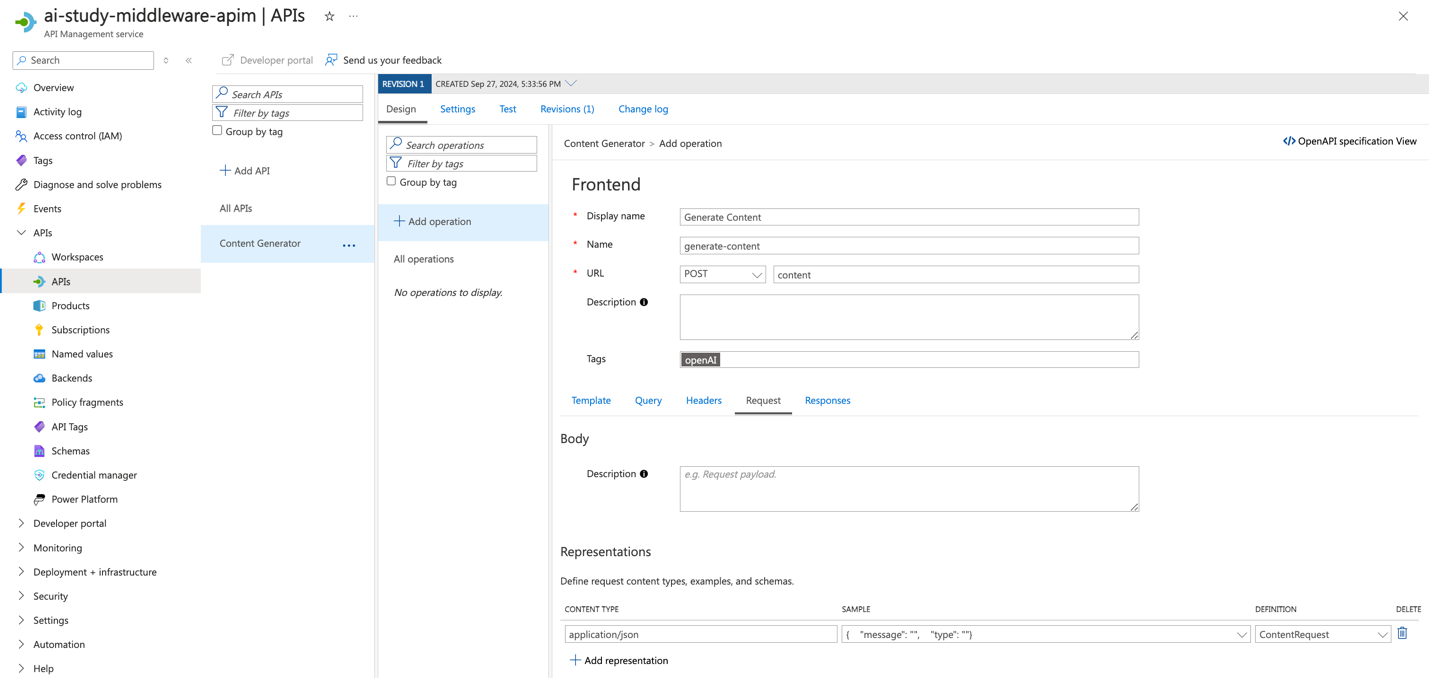 ai-study-middleware-apim | APIs
API Management service
Search
Overview
Activity log
Access control (IAM)
Tags
Diagnose and solve problems
Events
APIs
Workspaces
APIs
Products
Subscriptions
Named values
Backends
Policy fragments
API Tags
Schemas
Credential manager
Power Platform
Developer portal
Monitoring
Deployment + infrastructure
Security
Settings
Automation
Help
Developer portal
Send us your feedback
Search APIs
Filter by tags
Group by tag
Add API
All APIs
Content Generator
REVISION 1 CREATED Sep 27, 2024, 5:33:56 PM
Design Settings Test Revisions (1) Change log
Search operations
Filter by tags
Group by tag
Add operation
All operations
No operations to display.
Content Generator > Add operation
</> OpenAPI specification View
Frontend
* Display name Generate Content
* Name generate-content
* URL POST content
Description
Tags openAI
Template Query Headers Request Responses
Body
Description e.g. Request payload.
Representations
Define request content types, examples, and schemas.
CONTENT TYPE SAMPLE DEFINITION DELETE
application/json { "message": "", "type": ""} ContentRequest
Add representation